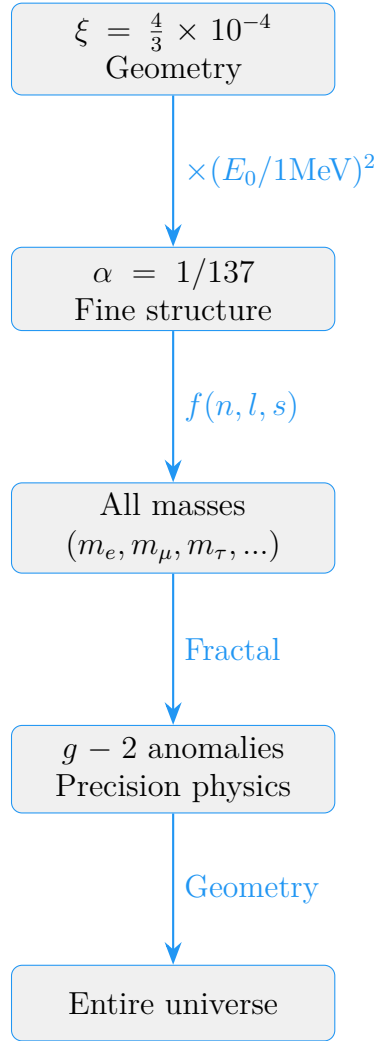 ξ = 4/3 × 10⁻⁴
Geometry
×(E₀/1MeV)²
α = 1/137
Fine structure
f(n, l, s)
All masses
(mₑ, m_μ, m_τ, ...)
Fractal
g − 2 anomalies
Precision physics
Geometry
Entire universe